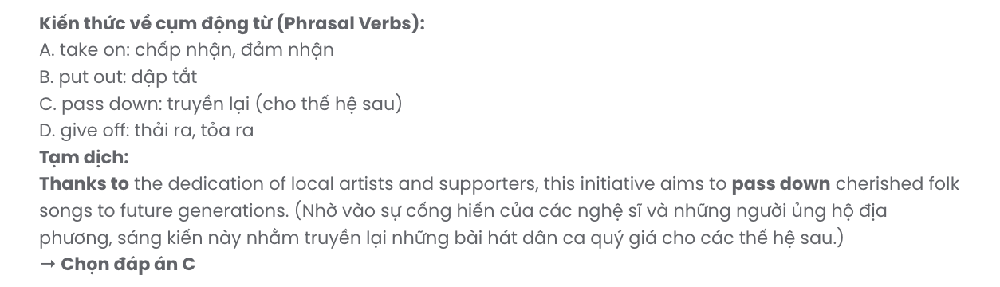 Kiến thức về cụm động từ (Phrasal Verbs):
A. take on: chấp nhận, đảm nhận
B. put out: dập tắt
C. pass down: truyền lại (cho thế hệ sau)
D. give off: thải ra, tỏa ra
Tạm dịch:
Thanks to the dedication of local artists and supporters, this initiative aims to pass down cherished folk
songs to future generations. (Nhờ vào sự cống hiến của các nghệ sĩ và những người ủng hộ địa
phương, sáng kiến này nhằm truyền lại những bài hát dân ca quý giá cho các thế hệ sau.)
→ Chọn đáp án C